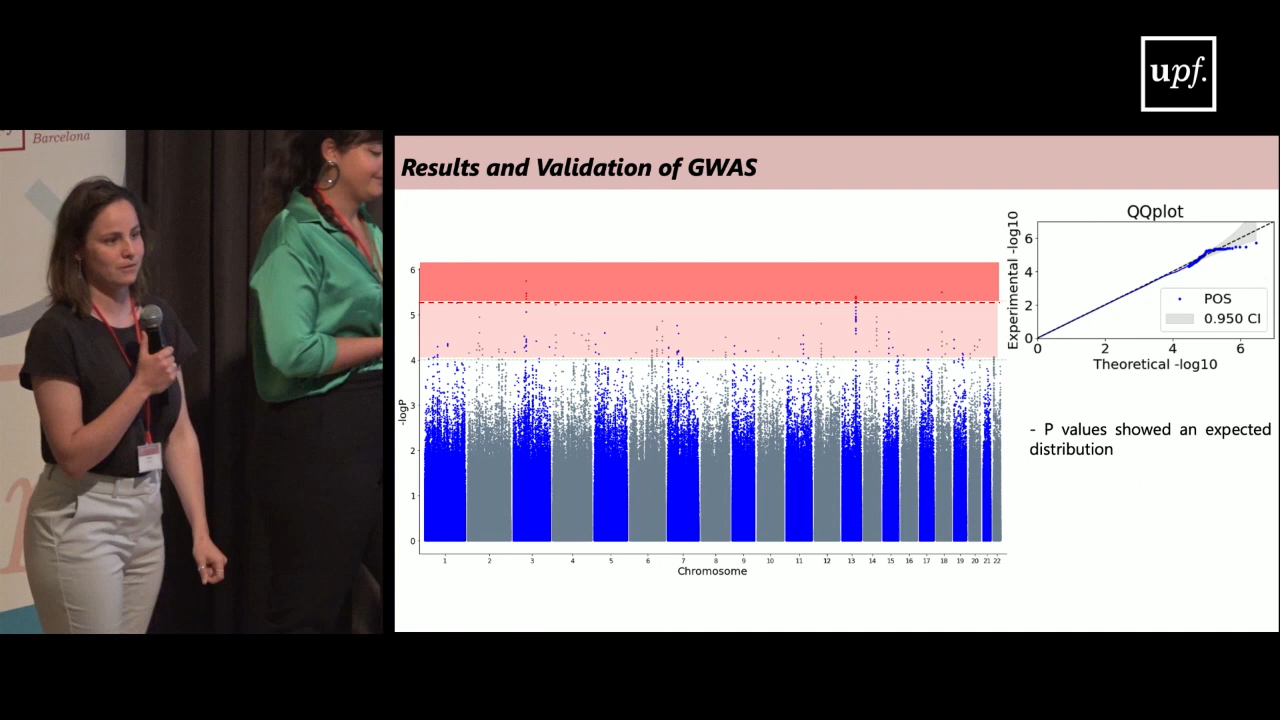 upf.
Barcelona
Results and Validation of GWAS
QQplot
Experimental -log10
6
4
2
0
POS
0.950 CI
0 2 4 6
Theoretical -log10
- P values showed an expected
distribution
-logP
6
5
4
3
2
1
0
1 2 3 4 5 6 7 8 9 10 11 12 13 14 15 16 17 18 19 20 21 22
Chromosome